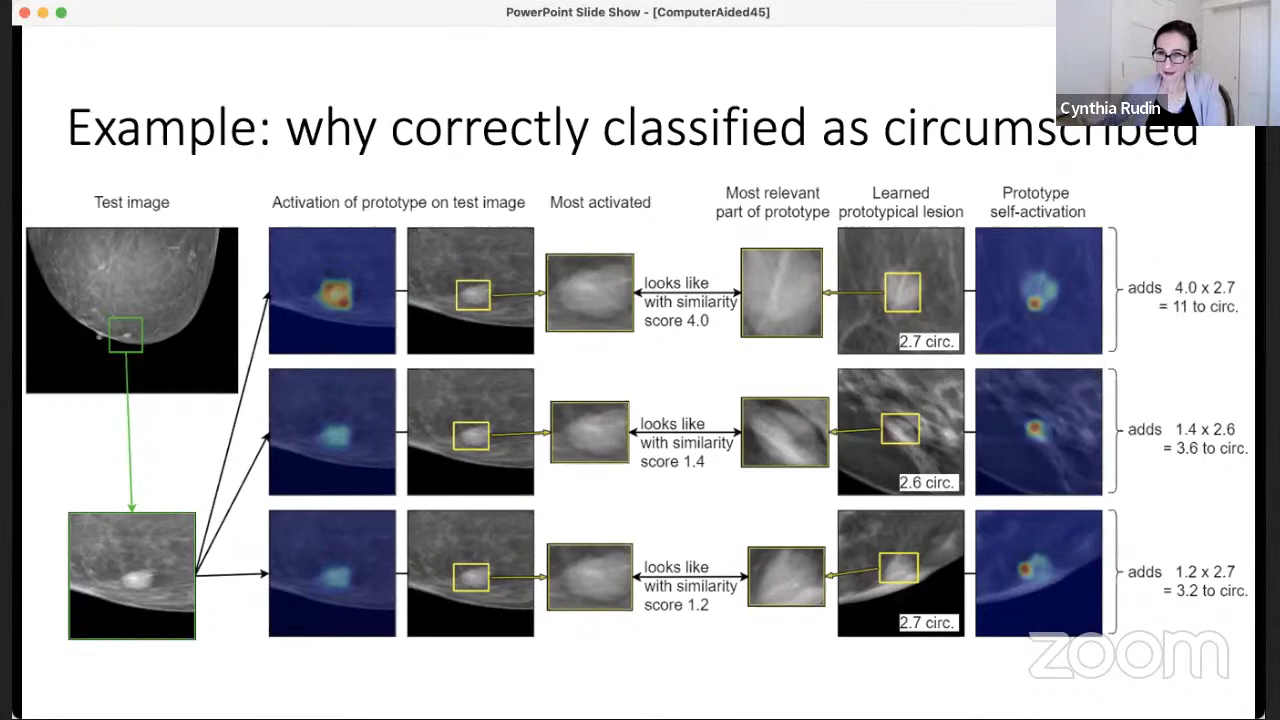 PowerPoint Slide Show - [ComputerAided45]
Cynthia Rudin
Example: why correctly classified as circumscribed
Test image
Activation of prototype on test image
Most activated
Most relevant
part of prototype
Learned
prototypical lesion
Prototype
self-activation
looks like
with similarity
score 4.0
2.7 circ.
adds 4.0 x 2.7
= 11 to circ.
looks like
with similarity
score 1.4
2.6 circ.
adds 1.4 x 2.6
= 3.6 to circ.
looks like
with similarity
score 1.2
2.7 circ.
adds 1.2 x 2.7
= 3.2 to circ.
zoom